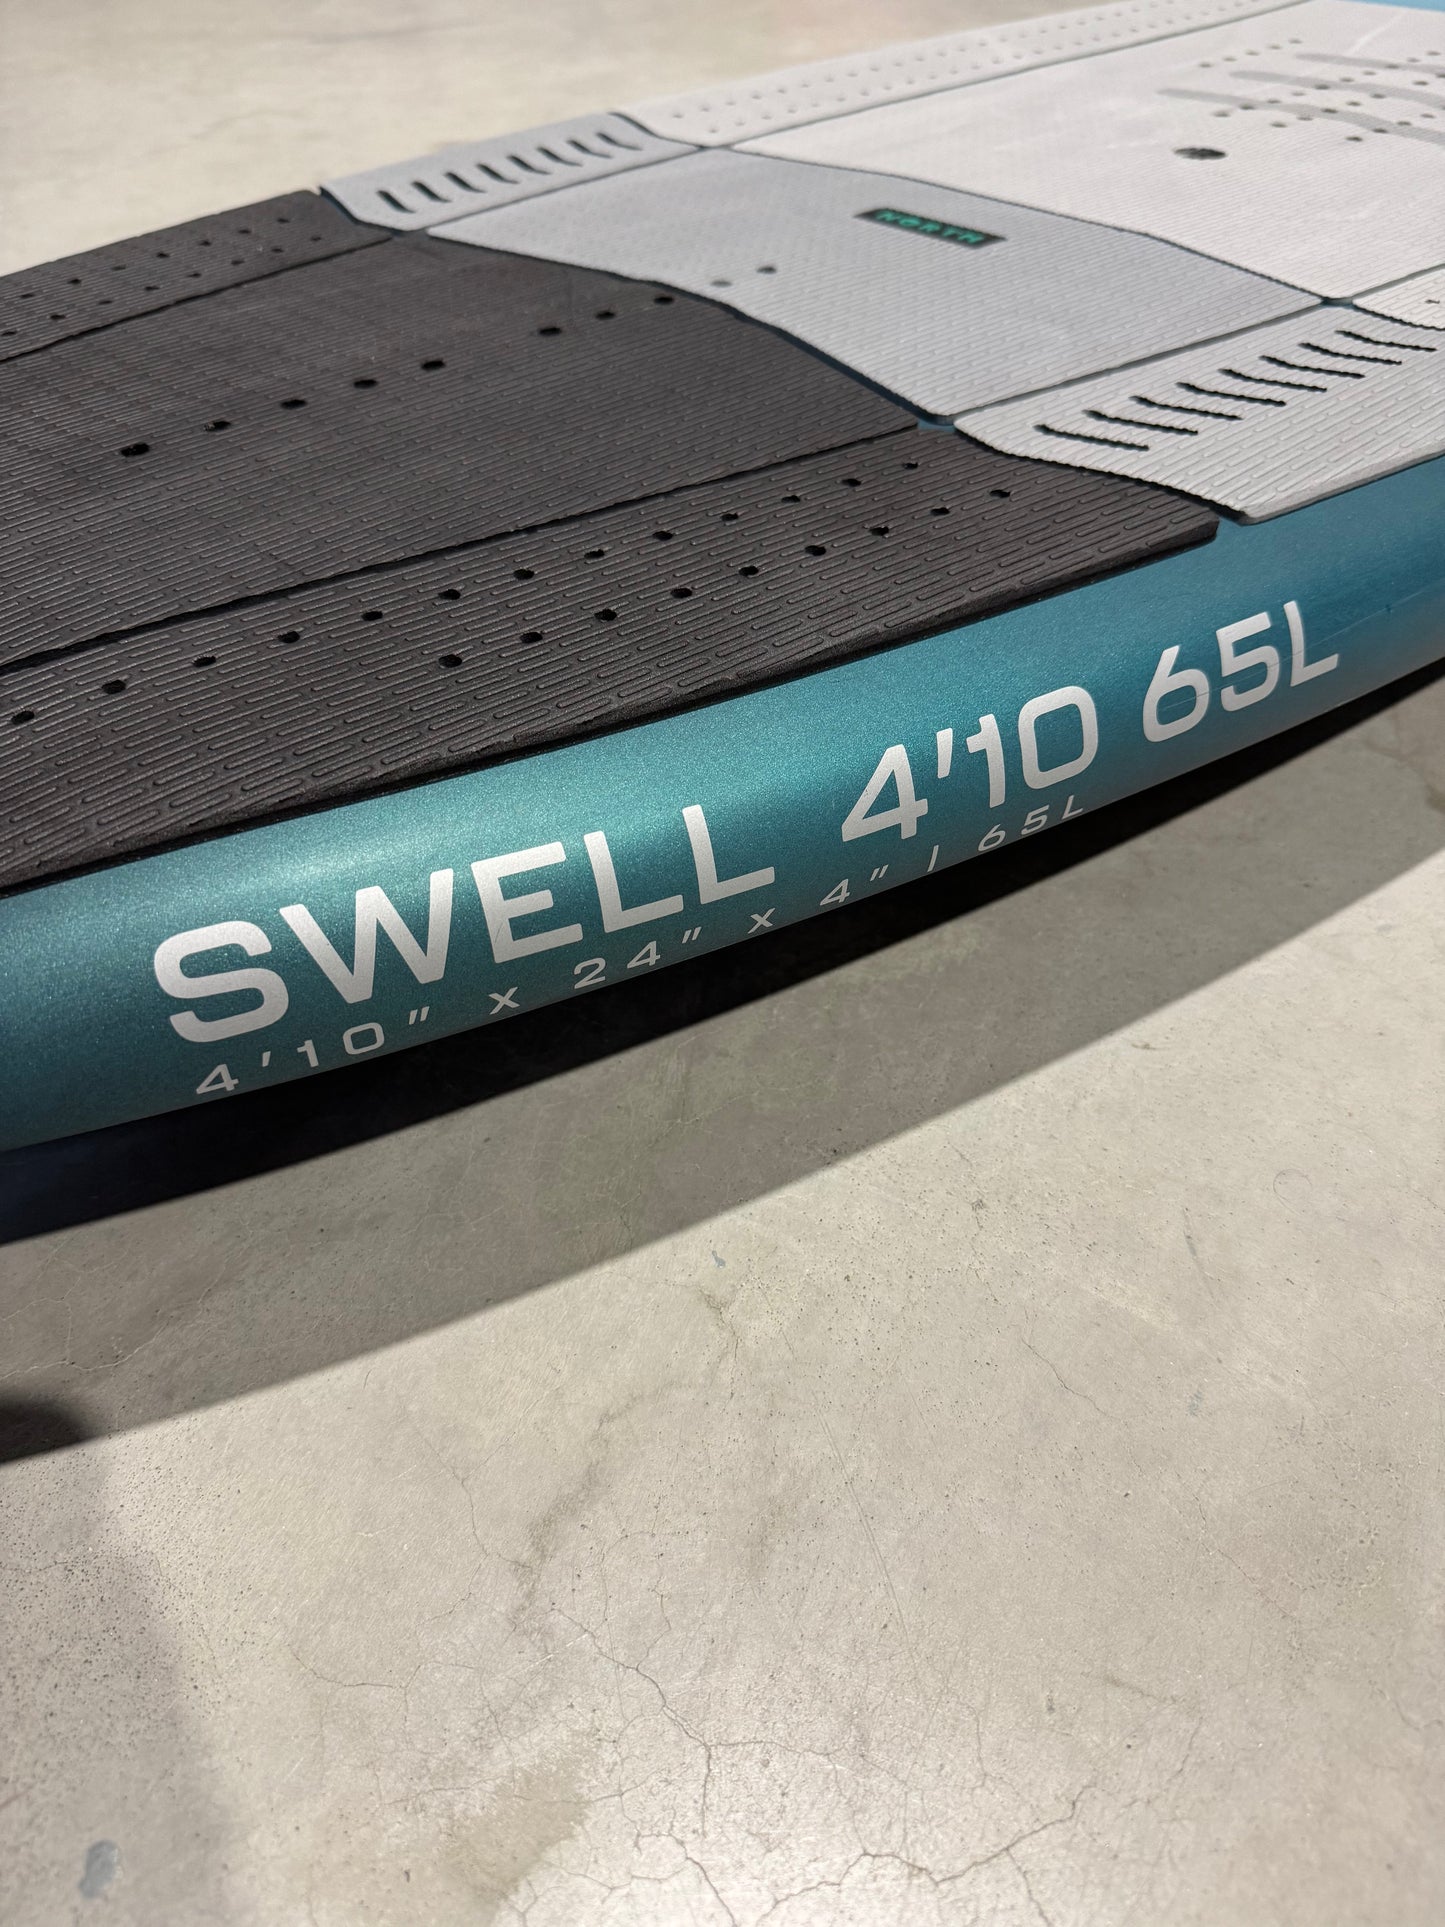 NORTH
SWELL 4'10 65L
4'10" x 24" x 4" | 65L